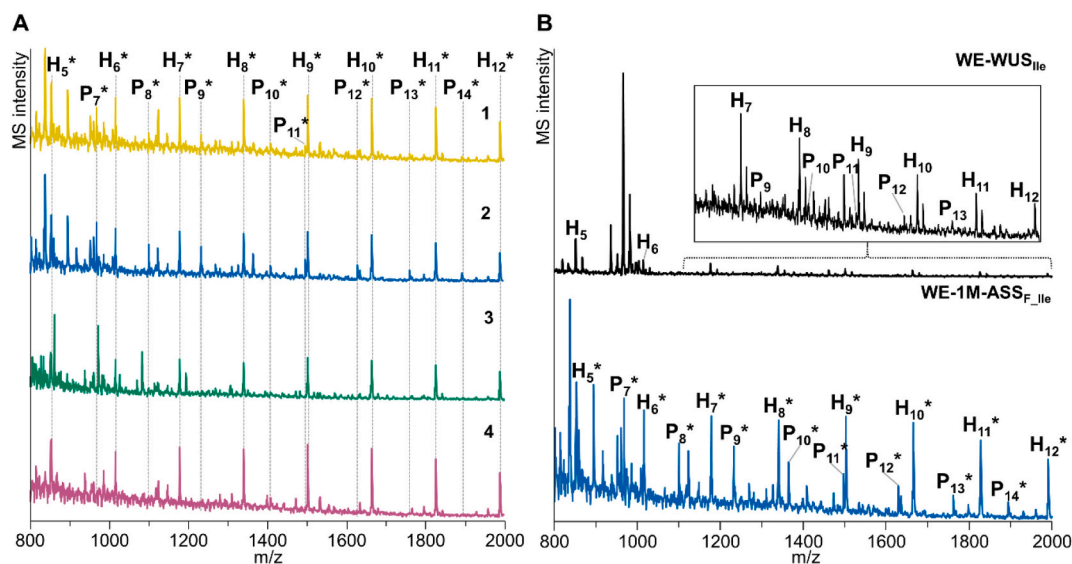 A
MS intensity
H5* H6* H7* H8* H9* H10* H11* H12*
P7* P8* P9* P10* P11* P12* P13* P14*
1
2
3
4
800 1000 1200 1400 1600 1800 2000
m/z
B
MS intensity
WE-WUSIle
H7 H8 H9 H10 H11 H12
P9 P10 P11 P12 P13
H5 H6
WE-1M-ASSF_Ile
H5* P7* H6* P8* H7* P9* H8* P10* P11* H9* P12* H10* P13* H11* P14* H12*
800 1000 1200 1400 1600 1800 2000
m/z